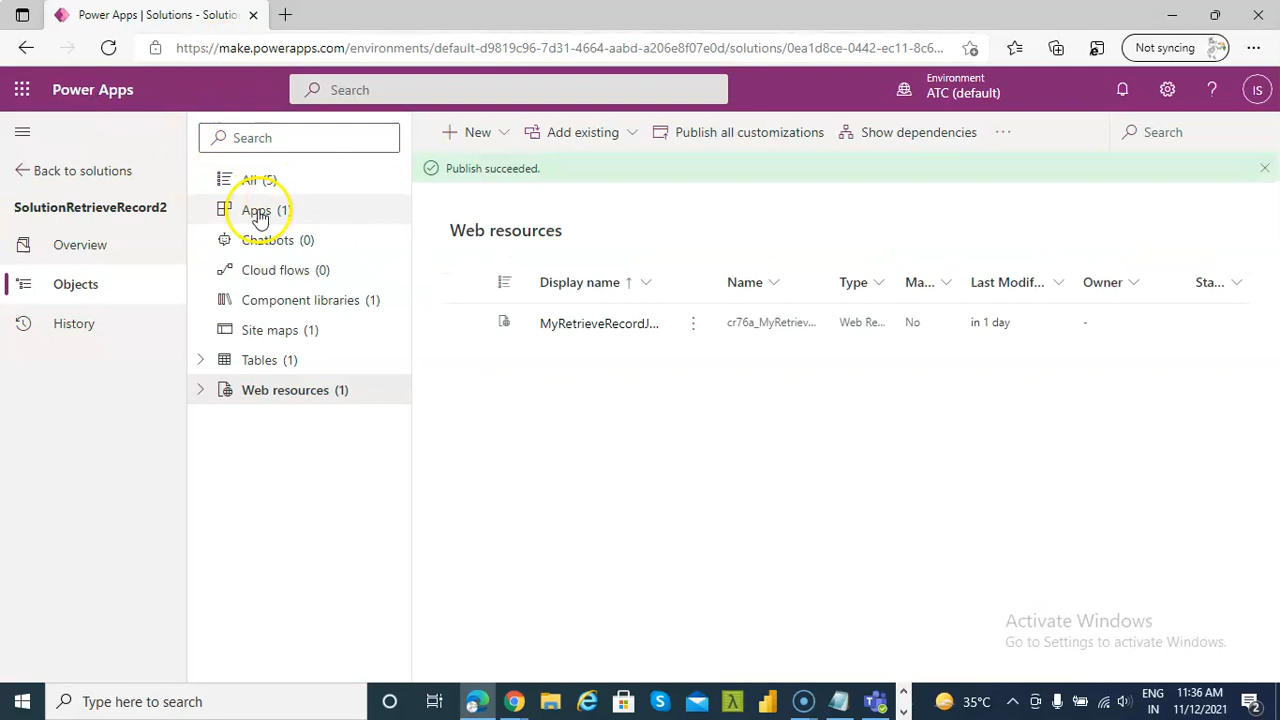 Power Apps | Solutions - Solutio
https://make.powerapps.com/environments/default-d9819c96-7d31-4664-aabd-a206e8f07e0d/solutions/0ea1d8ce-0442-ec11-8c6...
Not syncing
Power Apps
Search
Environment
ATC (default)
IS
Back to solutions
SolutionRetrieveRecord2
Overview
Objects
History
Search
All (5)
Apps (1)
Chatbots (0)
Cloud flows (0)
Component libraries (1)
Site maps (1)
Tables (1)
Web resources (1)
New
Add existing
Publish all customizations
Show dependencies
Search
Publish succeeded.
Web resources
Display name
Name
Type
Ma...
Last Modif...
Owner
Sta...
MyRetrieveRecordJ...
cr76a_MyRetriev...
Web Re...
No
in 1 day
-
Activate Windows
Go to Settings to activate Windows.
Type here to search
35°C
ENG
IN
11:36 AM
11/12/2021
2